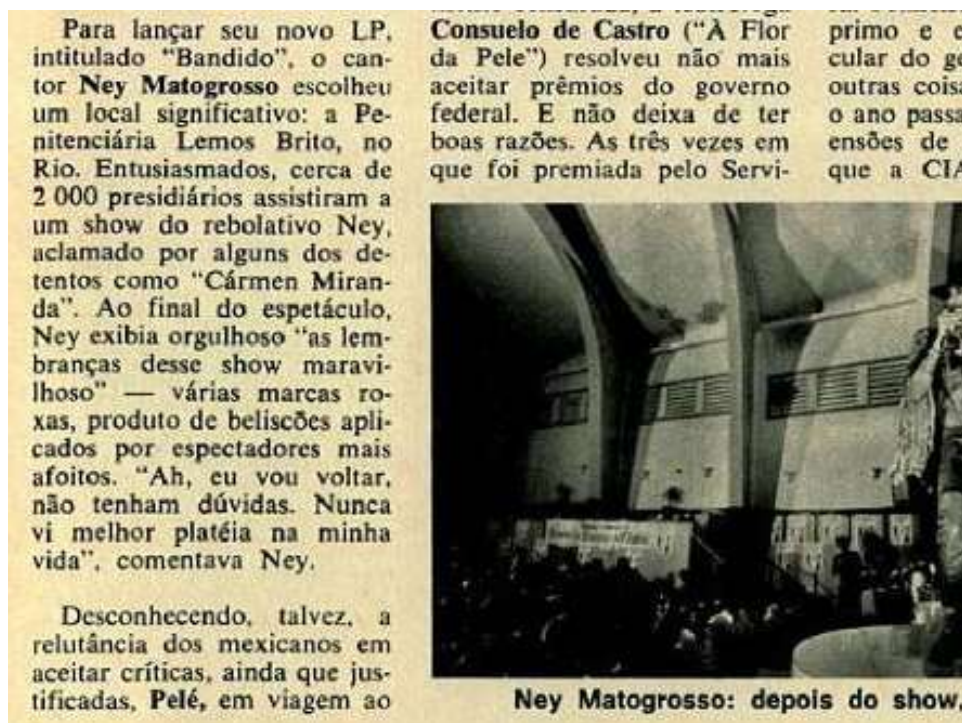 Para lançar seu novo LP,
intitulado "Bandido", o can-
tor Ney Matogrosso escolheu
um local significativo: a Pe-
nitenciária Lemos Brito, no
Rio. Entusiasmados, cerca de
2 000 presidiários assistiram a
um show do rebolativo Ney,
aclamado por alguns dos de-
tentos como "Cármen Miran-
da". Ao final do espetáculo,
Ney exibia orgulhoso "as lem-
branças desse show maravi-
lhoso" — várias marcas ro-
xas, produto de beliscões apli-
cados por espectadores mais
afoitos. "Ah, eu vou voltar,
não tenham dúvidas. Nunca
vi melhor platéia na minha
vida", comentava Ney.
Desconhecendo, talvez, a
relutância dos mexicanos em
aceitar críticas, ainda que jus-
tificadas, Pelé, em viagem ao
Consuelo de Castro ("À Flor
da Pele") resolveu não mais
aceitar prêmios do governo
federal. E não deixa de ter
boas razões. As três vezes em
que foi premiada pelo Servi-
primo e e
cular do ge
outras coisa
o ano passa
ensões de
que a CIA
Ney Matogrosso: depois do show,